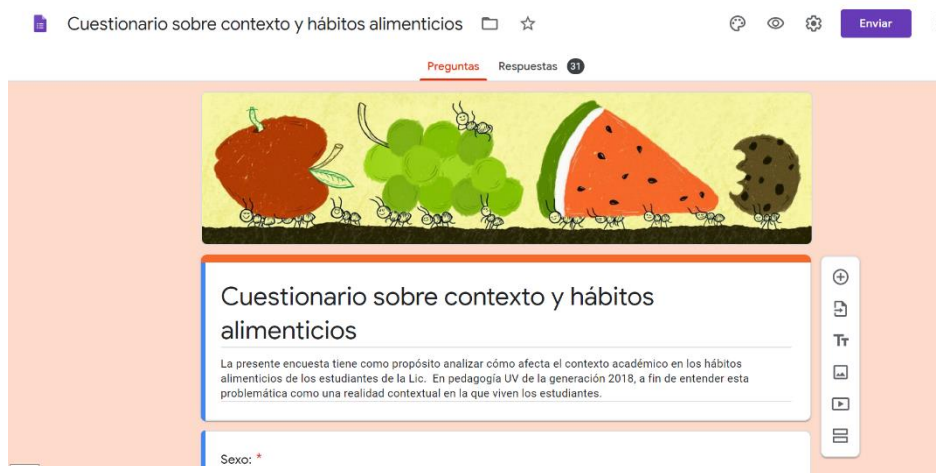 Cuestionario sobre contexto y hábitos alimenticios
Enviar
Preguntas Respuestas 31
Cuestionario sobre contexto y hábitos
alimenticios
La presente encuesta tiene como propósito analizar cómo afecta el contexto académico en los hábitos
alimenticios de los estudiantes de la Lic. En pedagogía UV de la generación 2018, a fin de entender esta
problemática como una realidad contextual en la que viven los estudiantes.
Tт
Sexo: *